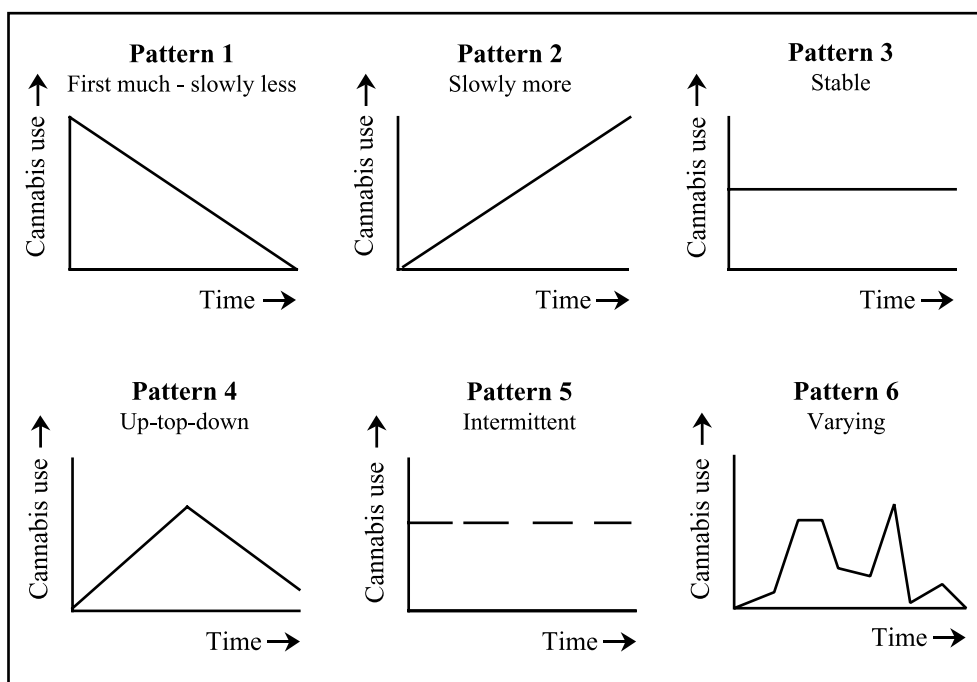 Pattern 1
First much - slowly less
Cannabis use
Time
Pattern 2
Slowly more
Cannabis use
Time
Pattern 3
Stable
Cannabis use
Time
Pattern 4
Up-top-down
Cannabis use
Time
Pattern 5
Intermittent
Cannabis use
Time
Pattern 6
Varying
Cannabis use
Time